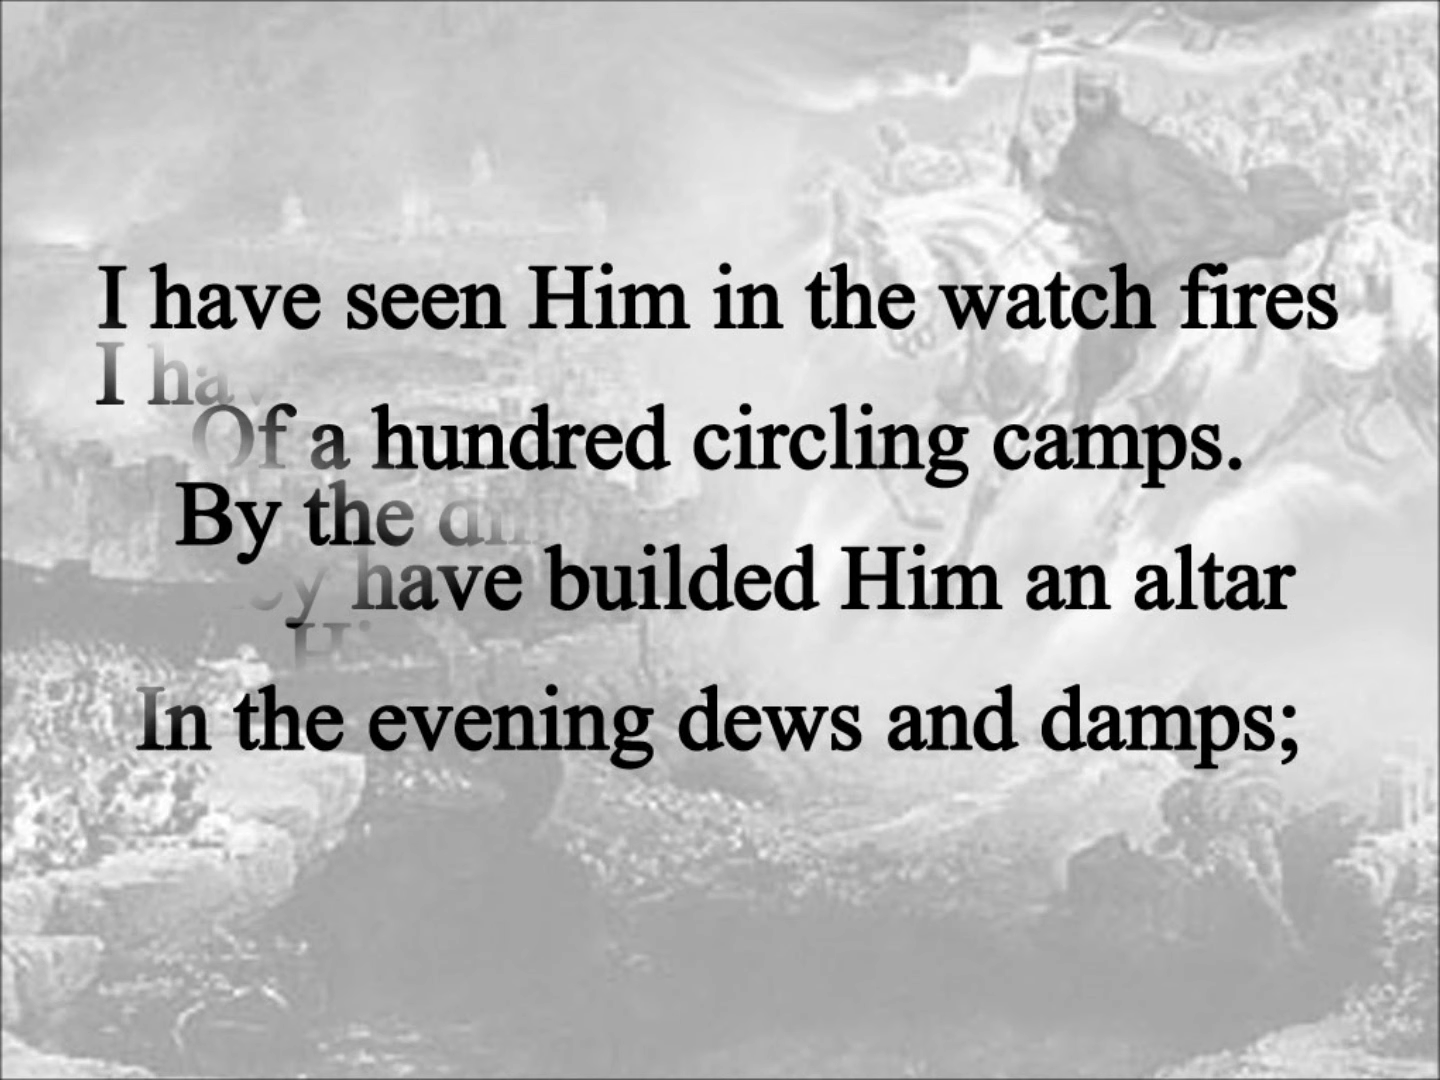 I have seen Him in the watch fires
I ha
Of a hundred circling camps.
By the
have builded Him an altar
In the evening dews and damps;